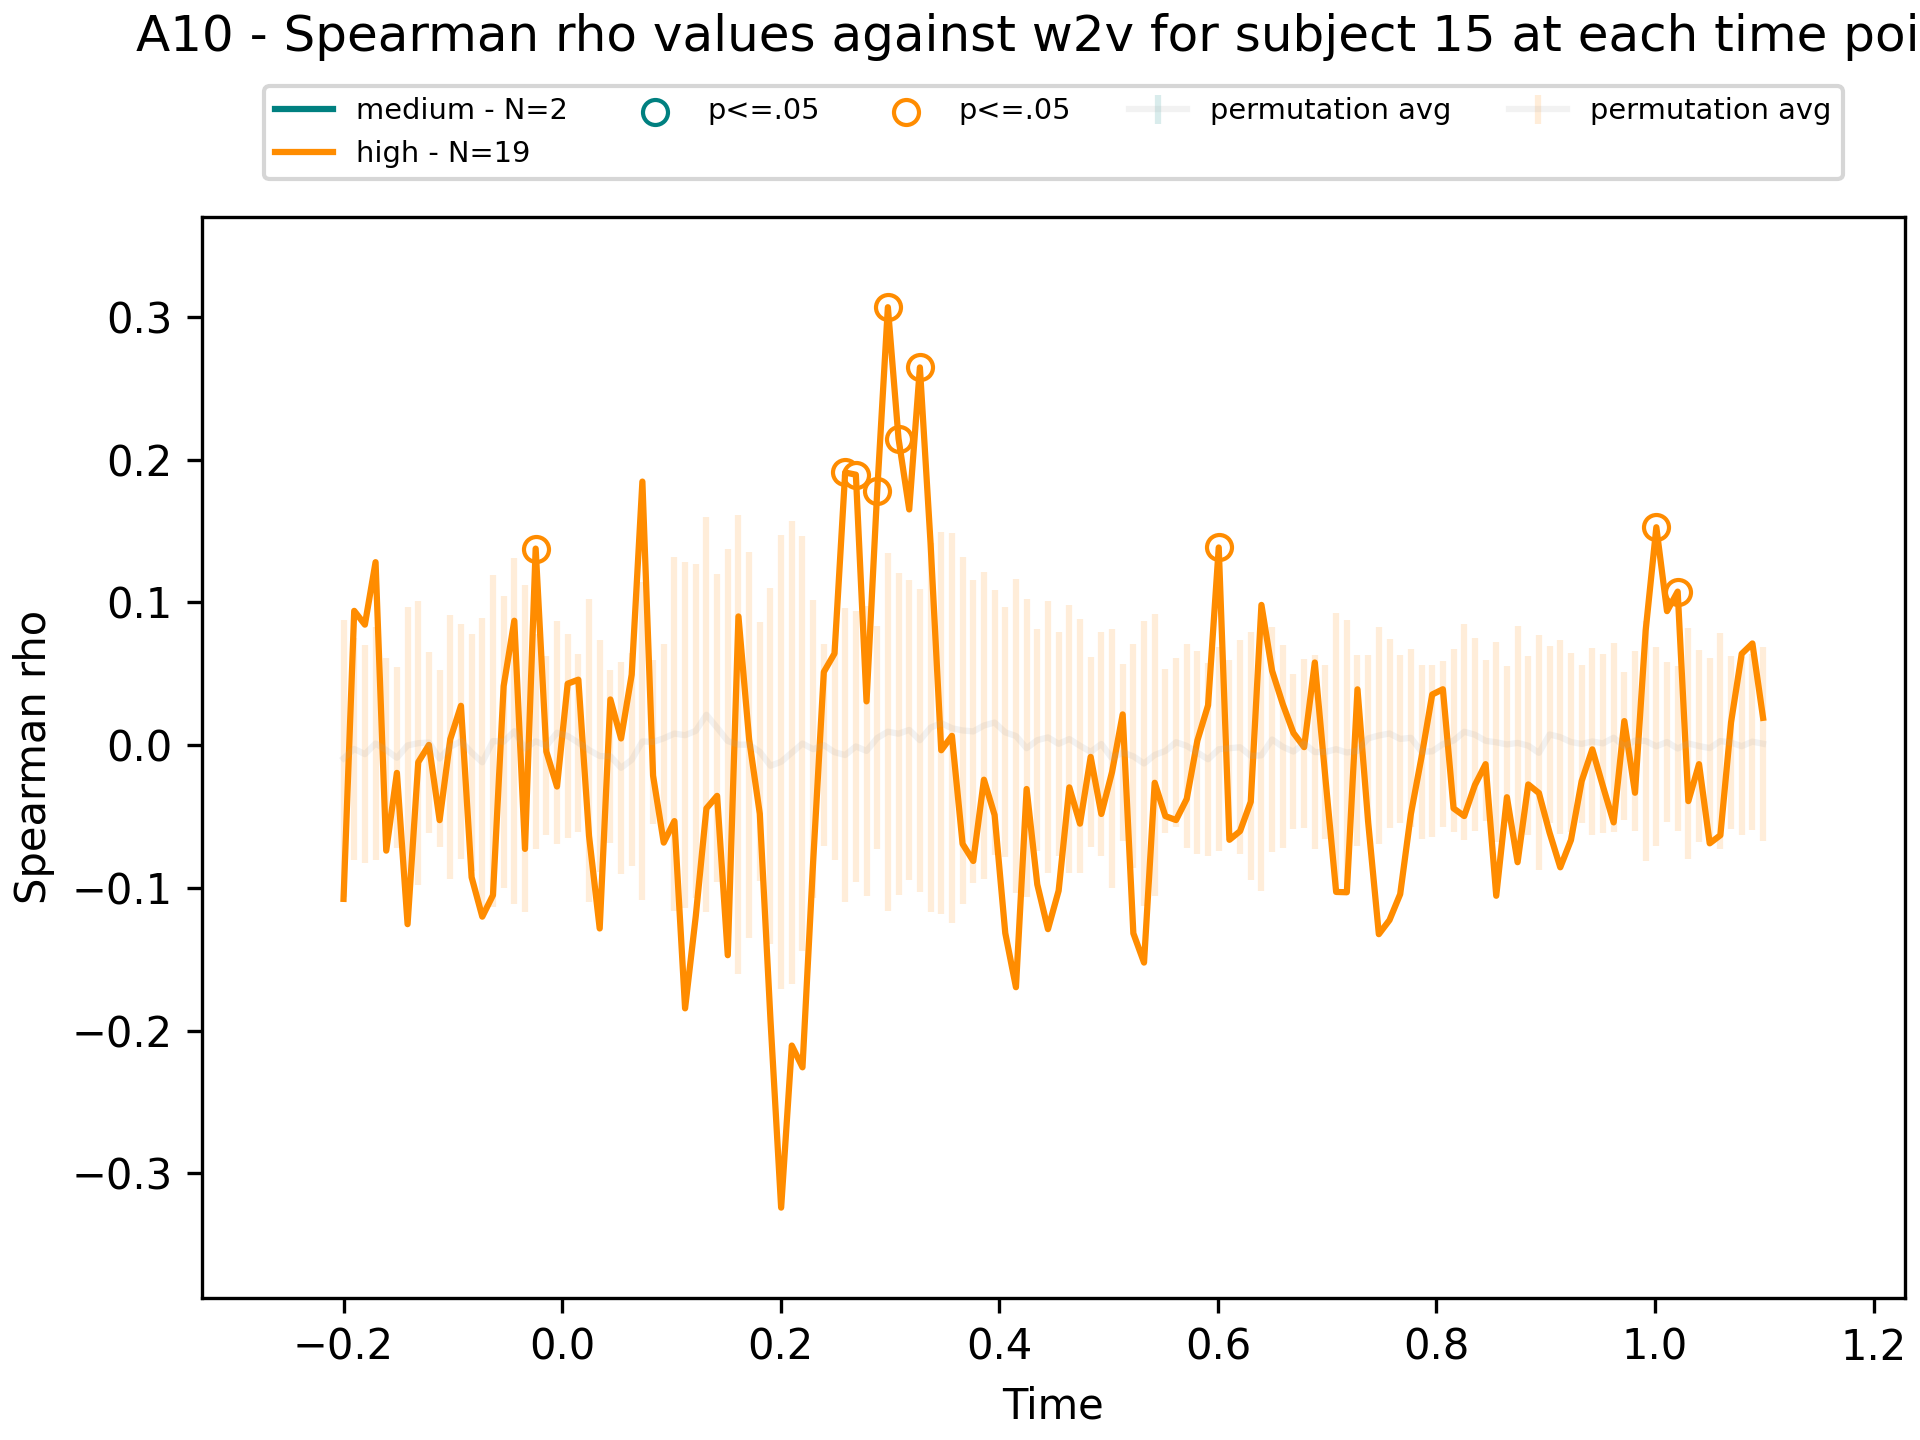 A10 - Spearman rho values against w2v for subject 15 at each time poi
medium - N=2
high - N=19
p<=.05
p<=.05
permutation avg
permutation avg
Spearman rho
0.3
0.2
0.1
0.0
−0.1
−0.2
−0.3
−0.2 0.0 0.2 0.4 0.6 0.8 1.0 1.2
Time